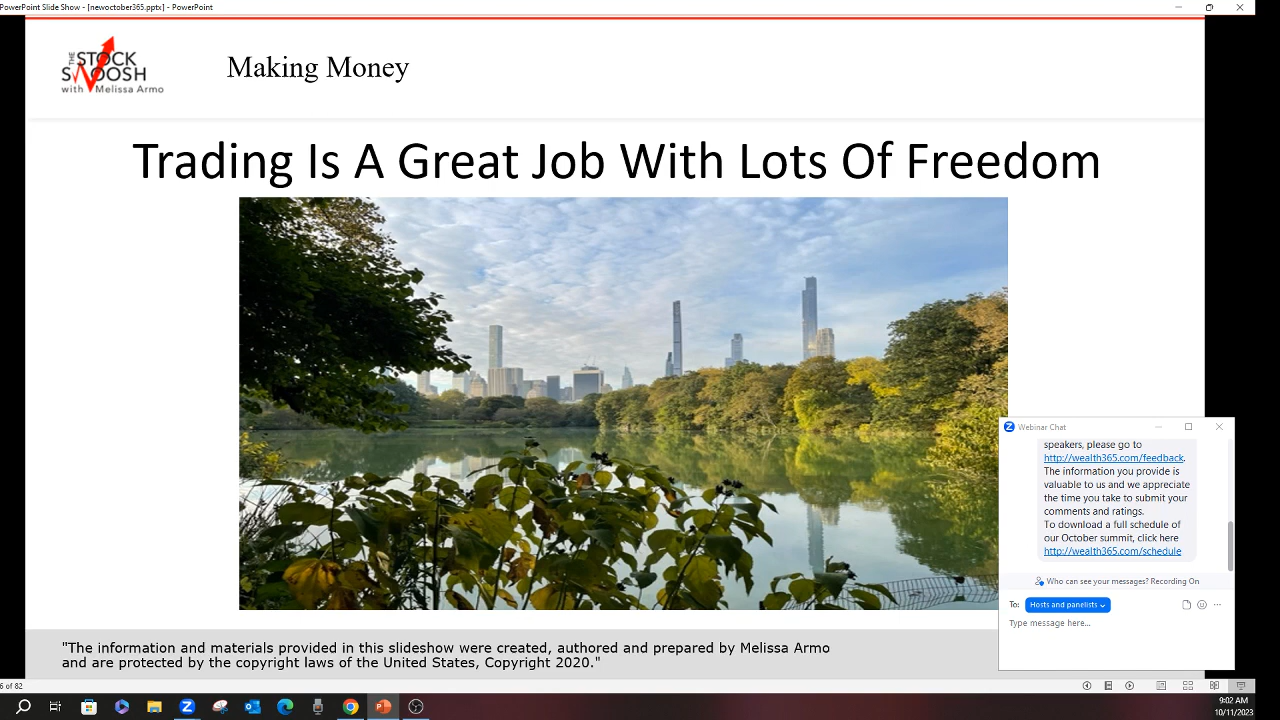 PowerPoint Slide Show - [newoctober365.pptx] - PowerPoint
THE STOCK
SWOOSH
with Melissa Armo
Making Money
Trading Is A Great Job With Lots Of Freedom
Webinar Chat
speakers, please go to
http://wealth365.com/feedback.
The information you provide is
valuable to us and we appreciate
the time you take to submit your
comments and ratings.
To download a full schedule of
our October summit, click here
http://wealth365.com/schedule
Who can see your messages? Recording On
To: Hosts and panelists
Type message here...
"The information and materials provided in this slideshow were created, authored and prepared by Melissa Armo
and are protected by the copyright laws of the United States, Copyright 2020."
6 of 82
9:02 AM
10/11/2023